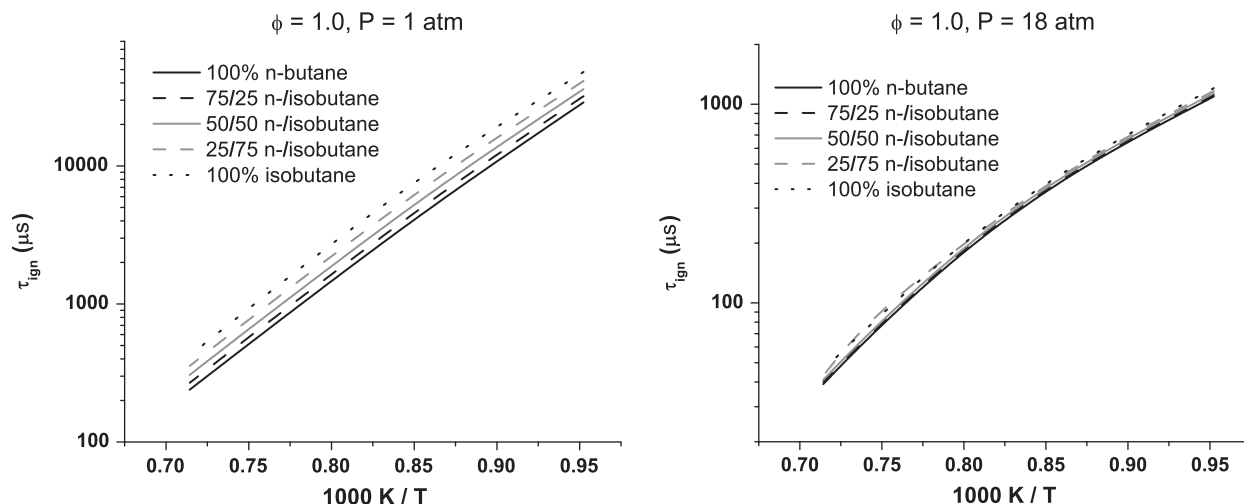 ϕ = 1.0, P = 1 atm
100% n-butane
75/25 n-/isobutane
50/50 n-/isobutane
25/75 n-/isobutane
100% isobutane
10000
1000
100
τign (μs)
0.70 0.75 0.80 0.85 0.90 0.95
1000 K / T
ϕ = 1.0, P = 18 atm
100% n-butane
75/25 n-/isobutane
50/50 n-/isobutane
25/75 n-/isobutane
100% isobutane
1000
100
τign (μs)
0.70 0.75 0.80 0.85 0.90 0.95
1000 K / T